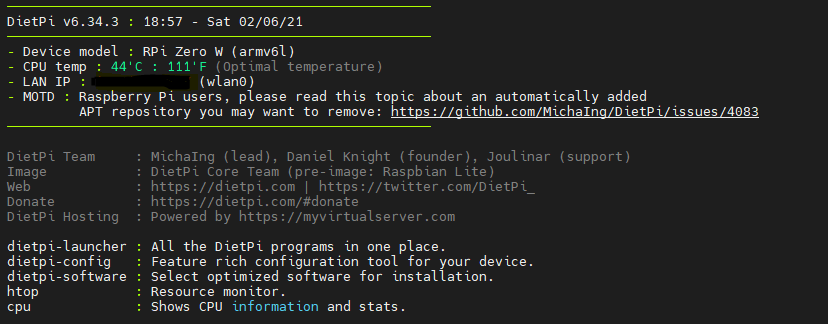 DietPi v6.34.3 : 18:57 - Sat 02/06/21
- Device model : RPi Zero W (armv6l)
- CPU temp : 44'C : 111'F (Optimal temperature)
- LAN IP : (wlan0)
- MOTD : Raspberry Pi users, please read this topic about an automatically added
APT repository you may want to remove: https://github.com/MichaIng/DietPi/issues/4083
DietPi Team : MichaIng (lead), Daniel Knight (founder), Joulinar (support)
Image : DietPi Core Team (pre-image: Raspbian Lite)
Web : https://dietpi.com | https://twitter.com/DietPi_
Donate : https://dietpi.com/#donate
DietPi Hosting : Powered by https://myvirtualserver.com
dietpi-launcher : All the DietPi programs in one place.
dietpi-config : Feature rich configuration tool for your device.
dietpi-software : Select optimized software for installation.
htop : Resource monitor.
cpu : Shows CPU information and stats.